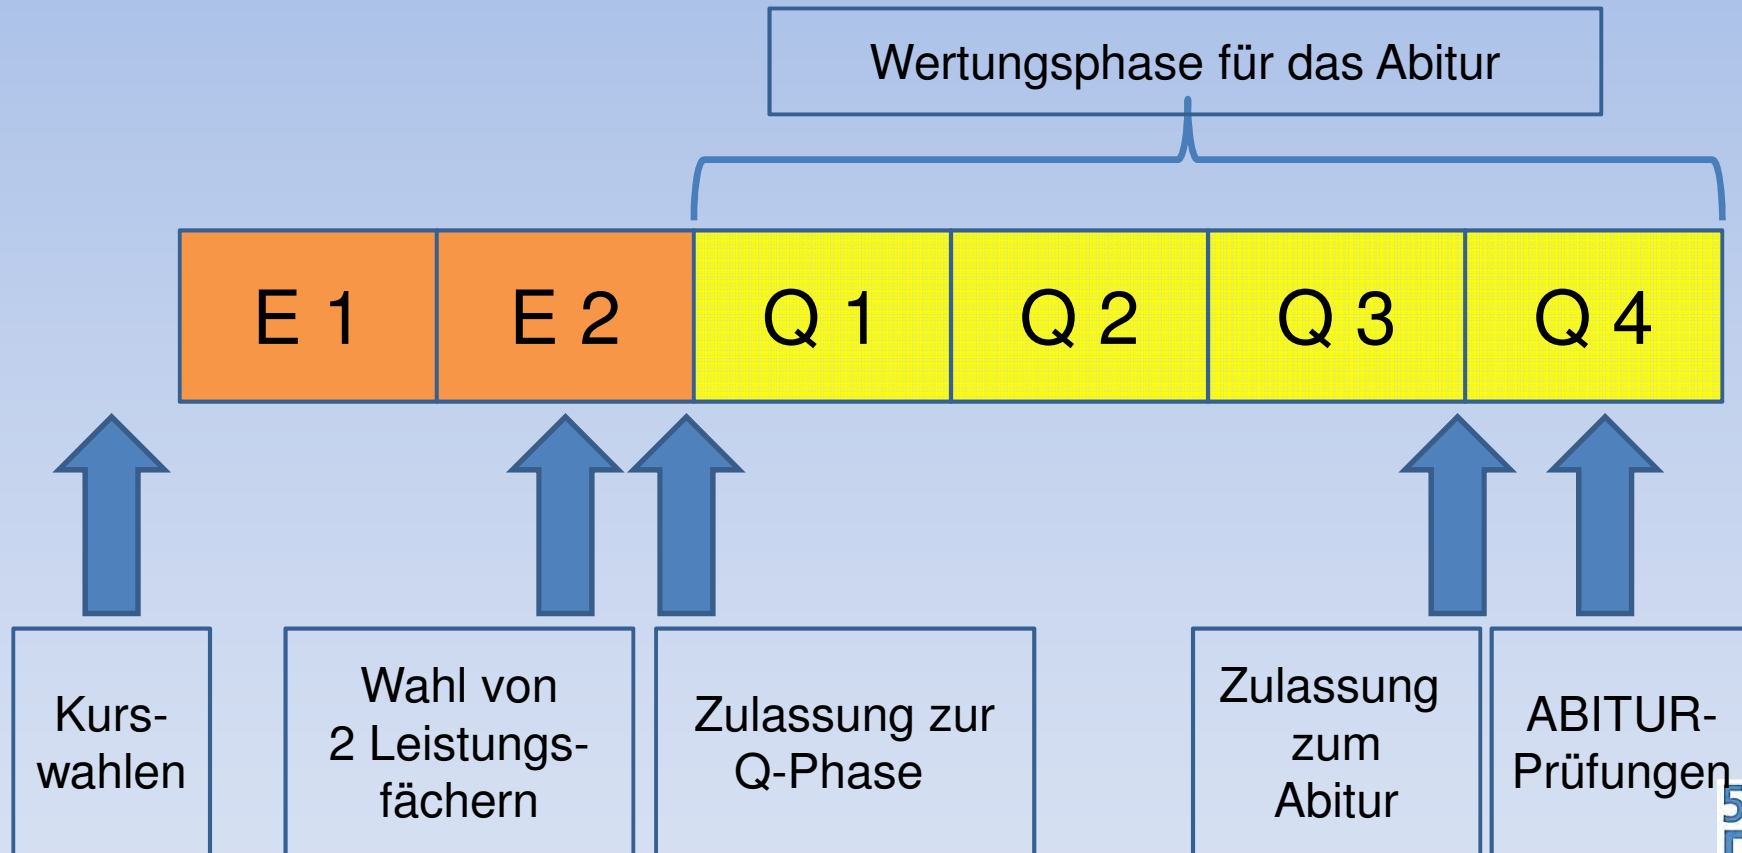 Wertungsphase für das Abitur
E 1
E 2
Q 1
Q 2
Q 3
Q 4
Kurs-
wahlen
Wahl von
2 Leistungs-
fächern
Zulassung zur
Q-Phase
Zulassung
zum
Abitur
ABITUR-
Prüfungen